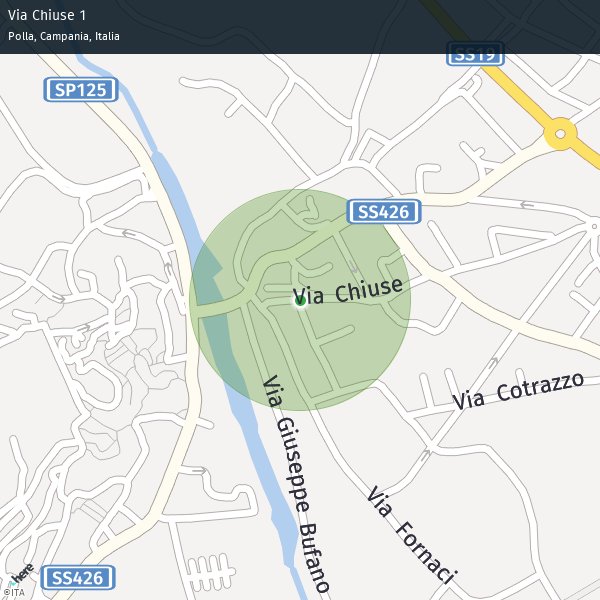 Via Chiuse 1
Polla, Campania, Italia
SS19
SP125
SS426
Via Chiuse
Via Cotrazzo
Via Giuseppe Bufano
Via Fornaci
SS426
here
©ITA